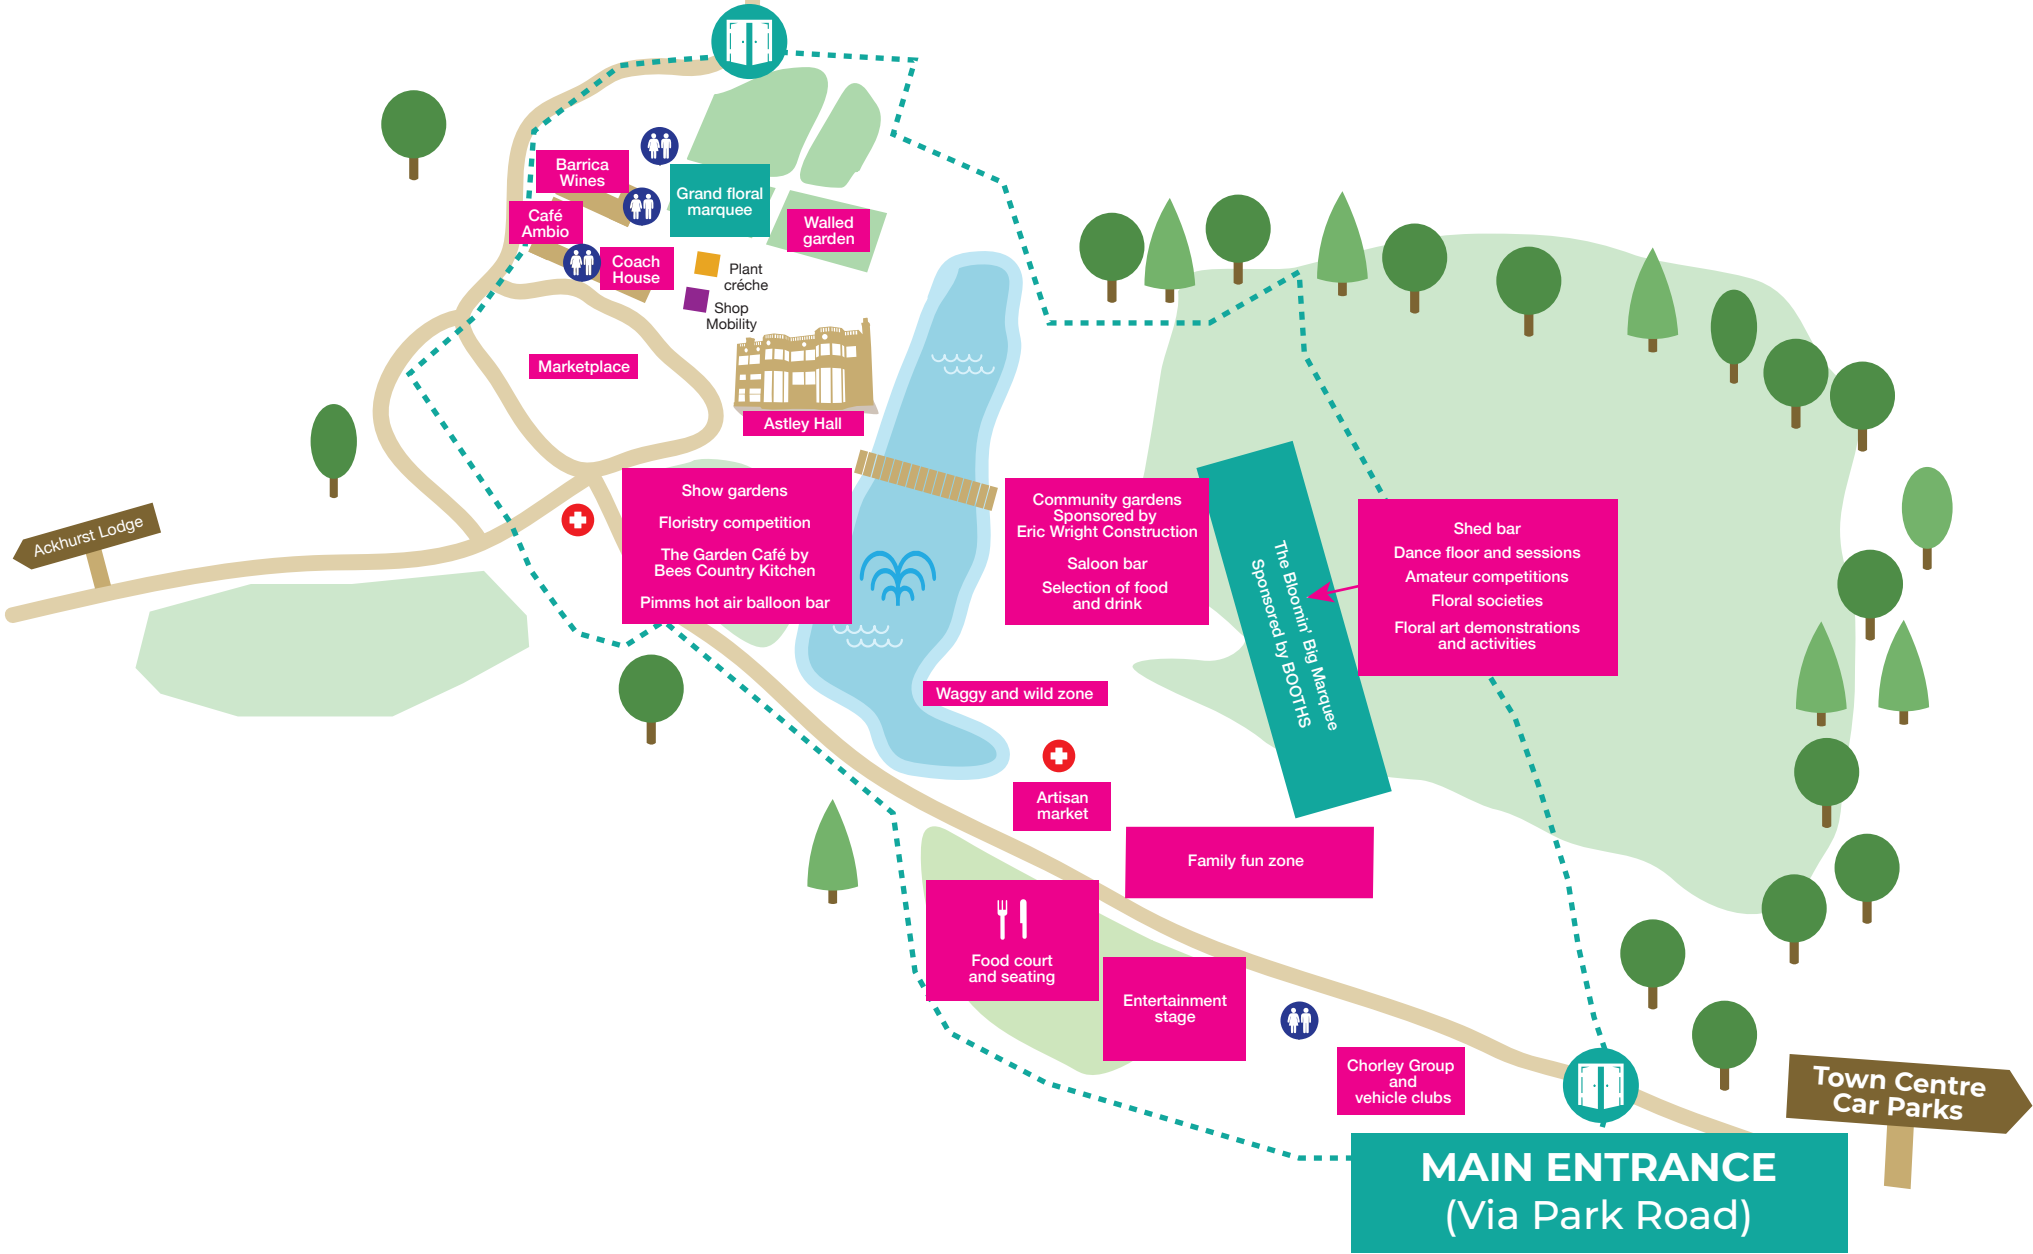 Barrica
Wines
Café
Ambio
Coach
House
Grand floral
marquee
Walled
garden
Plant
créche
Shop
Mobility
Marketplace
Astley Hall
Ackhurst Lodge
Show gardens
Floristry competition
The Garden Café by
Bees Country Kitchen
Pimms hot air balloon bar
Community gardens
Sponsored by
Eric Wright Construction
Saloon bar
Selection of food
and drink
The Bloomin' Big Marquee
Sponsored by BOOTHS
Shed bar
Dance floor and sessions
Amateur competitions
Floral societies
Floral art demonstrations
and activities
Waggy and wild zone
Artisan
market
Family fun zone
Food court
and seating
Entertainment
stage
Chorley Group
and
vehicle clubs
Town Centre
Car Parks
MAIN ENTRANCE
(Via Park Road)